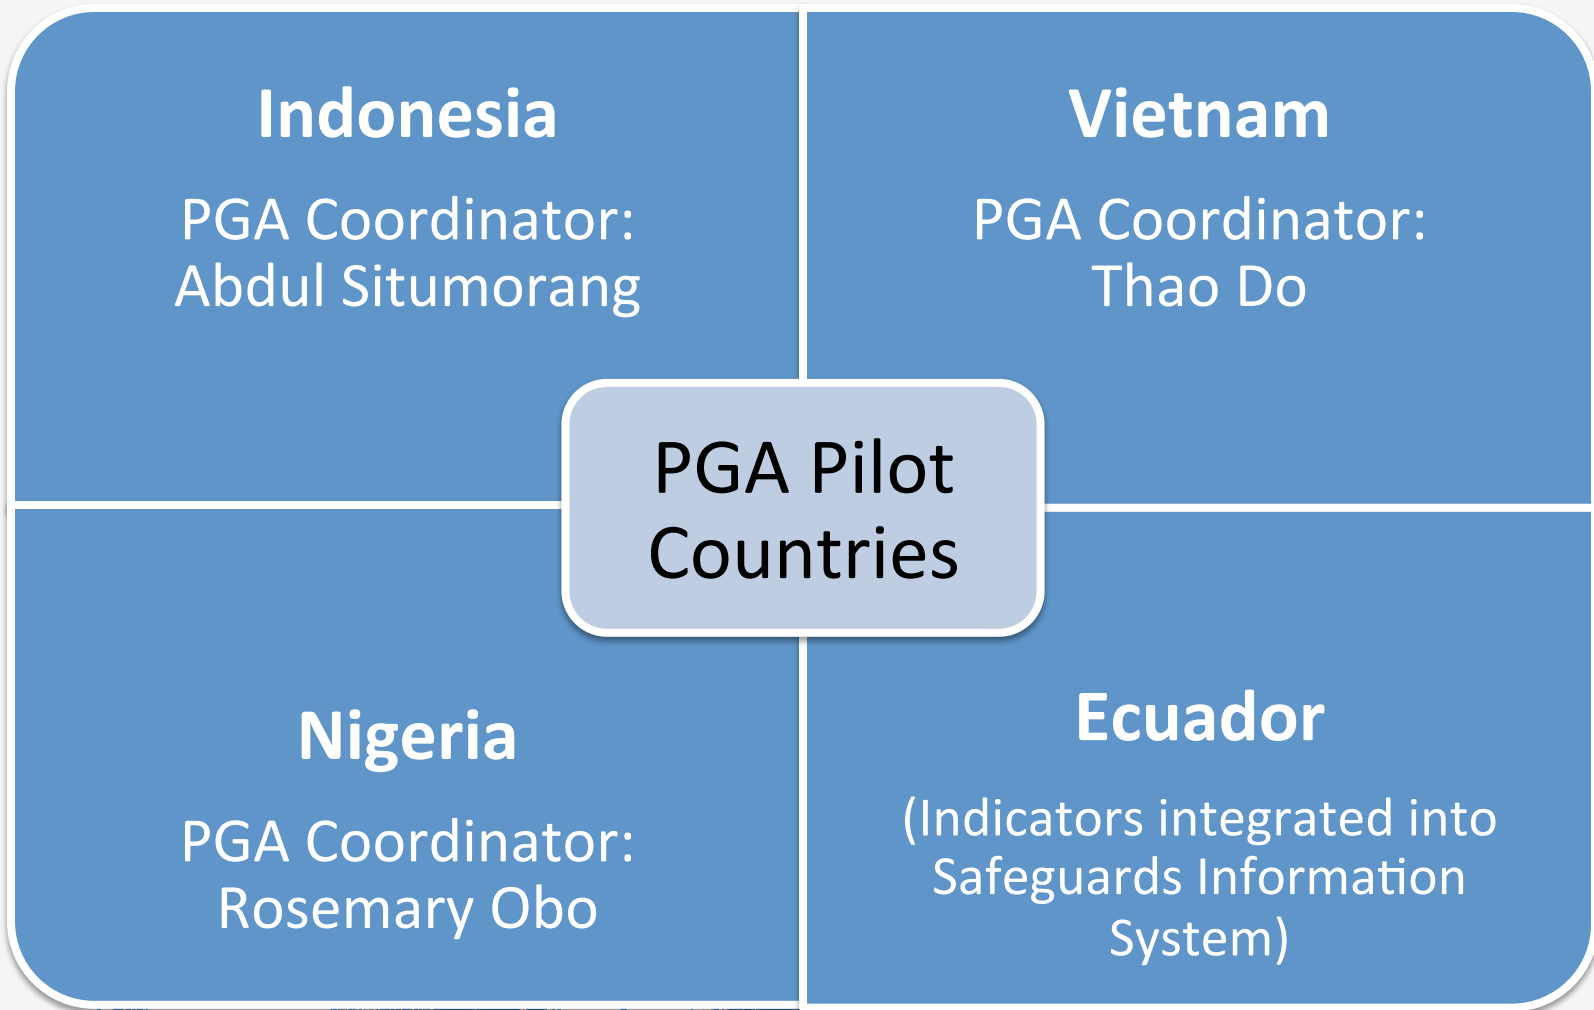 Indonesia
PGA Coordinator:
Abdul Situmorang
Vietnam
PGA Coordinator:
Thao Do
PGA Pilot
Countries
Nigeria
PGA Coordinator:
Rosemary Obo
Ecuador
(Indicators integrated into
Safeguards Information
System)